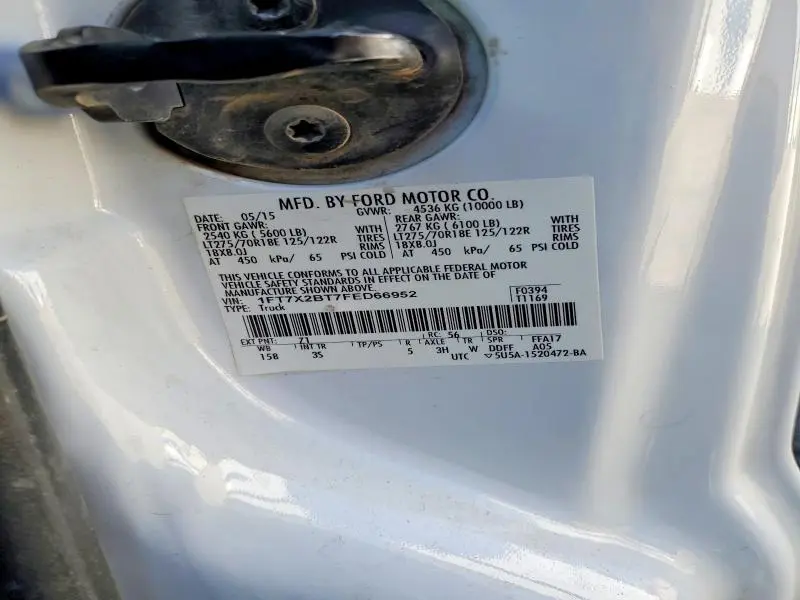 MFD. BY FORD MOTOR CO.
DATE: 05/15 GVWR: 4536 KG (10000 LB)
FRONT GAWR: WITH REAR GAWR: WITH
2540 KG ( 5600 LB) TIRES 2767 KG ( 6100 LB) TIRES
LT275/70R18E 125/122R RIMS LT275/70R18E 125/122R RIMS
18X8.0J 18X8.0J
AT 450 kPa/ 65 PSI COLD AT 450 kPa/ 65 PSI COLD
THIS VEHICLE CONFORMS TO ALL APPLICABLE FEDERAL MOTOR
VEHICLE SAFETY STANDARDS IN EFFECT ON THE DATE OF
MANUFACTURE SHOWN ABOVE.
VIN: 1FT7X2BT7FED66952 F0394
TYPE: Truck T1169
EXT PNT: Z1 RC: 56 DSO:
WB INT TR TP/PS R AXLE TR SPR FFA17
158 3S 5 3H W DDFF A05
UTC ▽5U5A-1520472-BA